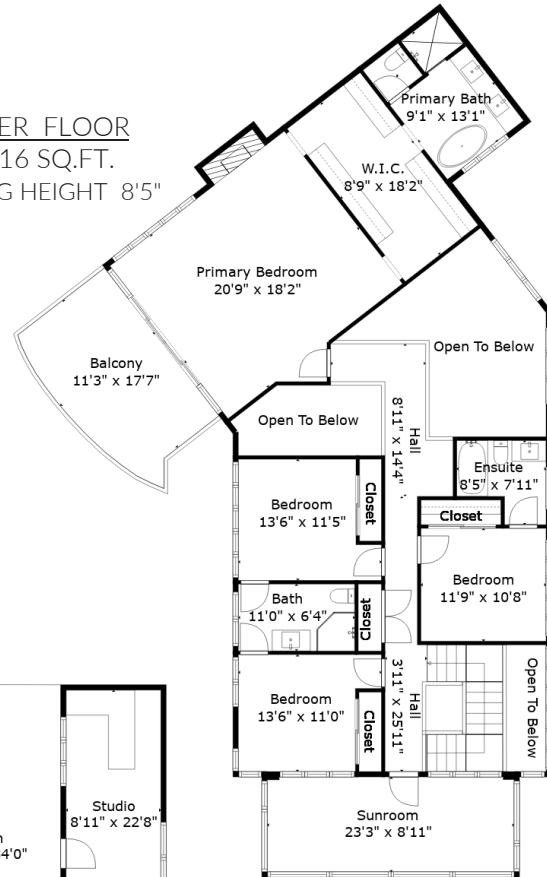 ER FLOOR
16 SQ.FT.
G HEIGHT 8'5"
Primary Bath
9'1" x 13'1"
W.I.C.
8'9" x 18'2"
Primary Bedroom
20'9" x 18'2"
Open To Below
Balcony
11'3" x 17'7"
Open To Below
Hall
8'11" x 14'4"
Ensuite
8'5" x 7'11"
Closet
Bedroom
13'6" x 11'5"
Closet
Bedroom
11'9" x 10'8"
Bath
11'0" x 6'4"
Closet
Hall
3'11" x 25'11"
Open To Below
Bedroom
13'6" x 11'0"
Closet
Studio
8'11" x 22'8"
Sunroom
23'3" x 8'11"
4'0"